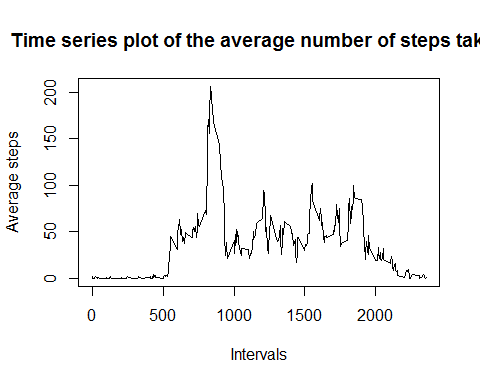 Time series plot of the average number of steps tak
200
150
100
50
0
Average steps
0 500 1000 1500 2000
Intervals